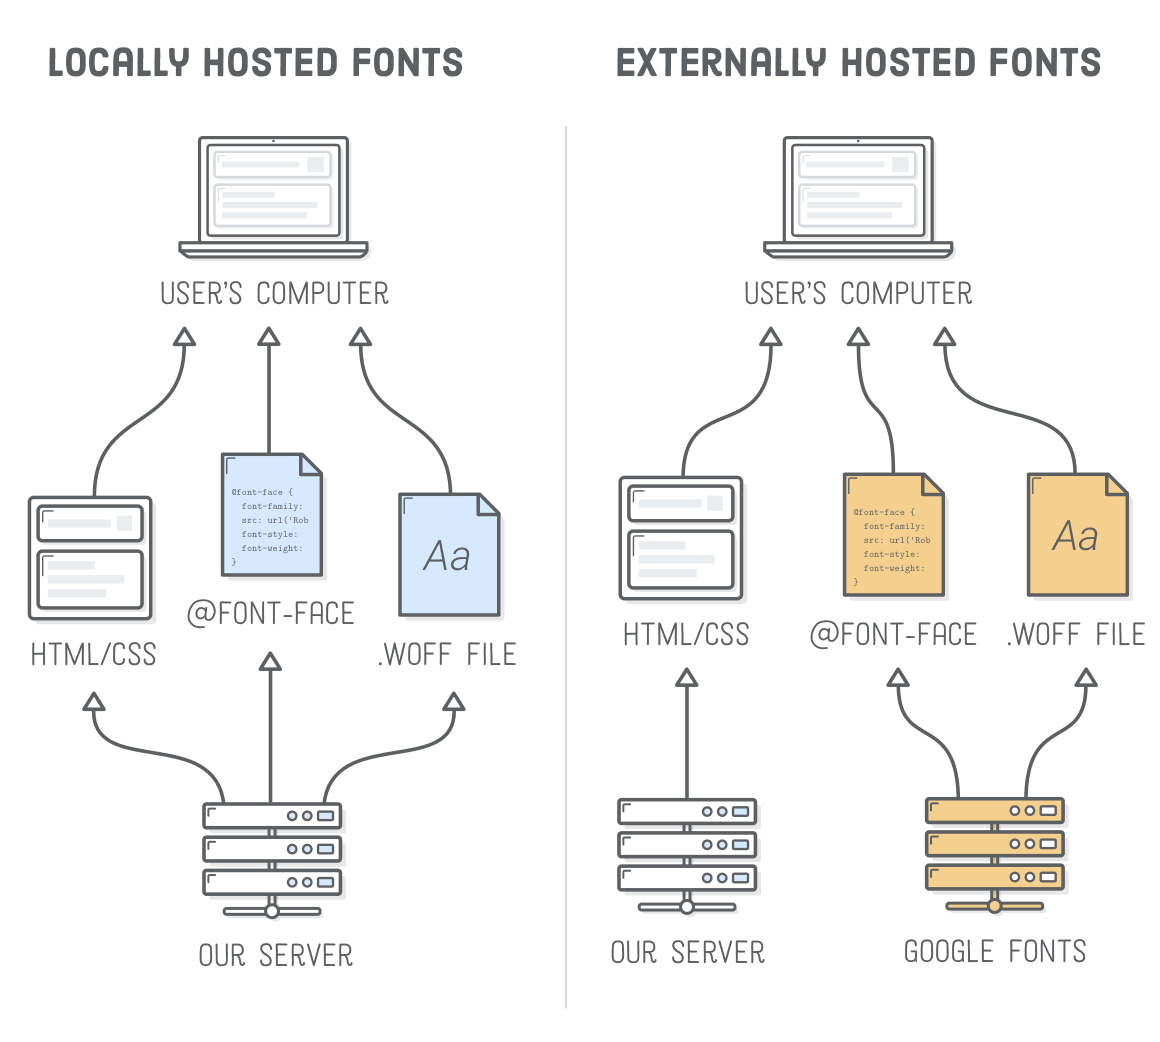 LOCALLY HOSTED FONTS
USER'S COMPUTER
@font-face {
font-family:
src: url('Rob
font-style:
font-weight:
}
Aa
@FONT-FACE
HTML/CSS
.WOFF FILE
OUR SERVER
EXTERNALLY HOSTED FONTS
USER'S COMPUTER
@font-face {
font-family:
src: url('Rob
font-style:
font-weight:
}
Aa
HTML/CSS
@FONT-FACE
.WOFF FILE
OUR SERVER
GOOGLE FONTS